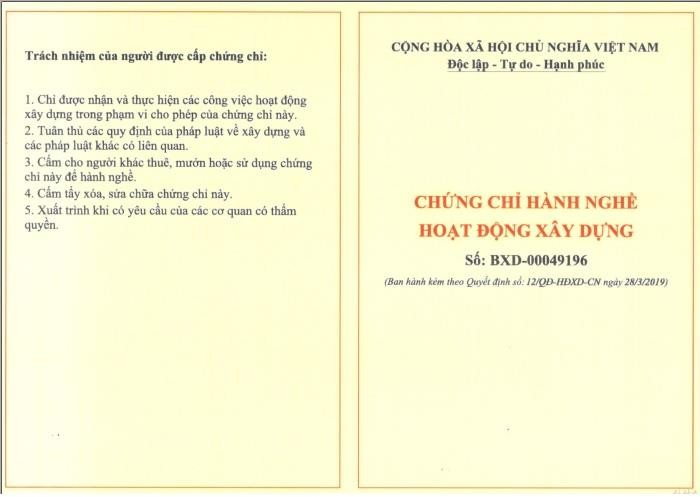 Trách nhiệm của người được cấp chứng chỉ:
1. Chỉ được nhận và thực hiện các công việc hoạt động
xây dựng trong phạm vi cho phép của chứng chỉ này.
2. Tuân thủ các quy định của pháp luật về xây dựng và
các pháp luật khác có liên quan.
3. Cấm cho người khác thuê, mướn hoặc sử dụng chứng
chỉ này để hành nghề.
4. Cấm tẩy xóa, sửa chữa chứng chỉ này.
5. Xuất trình khi có yêu cầu của các cơ quan có thẩm
quyền.
CỘNG HÒA XÃ HỘI CHỦ NGHĨA VIỆT NAM
Độc lập - Tự do - Hạnh phúc
CHỨNG CHỈ HÀNH NGHỀ
HOẠT ĐỘNG XÂY DỰNG
Số: BXD-00049196
(Ban hành kèm theo Quyết định số: 12/QĐ-HĐXD-CN ngày 28/3/2019)